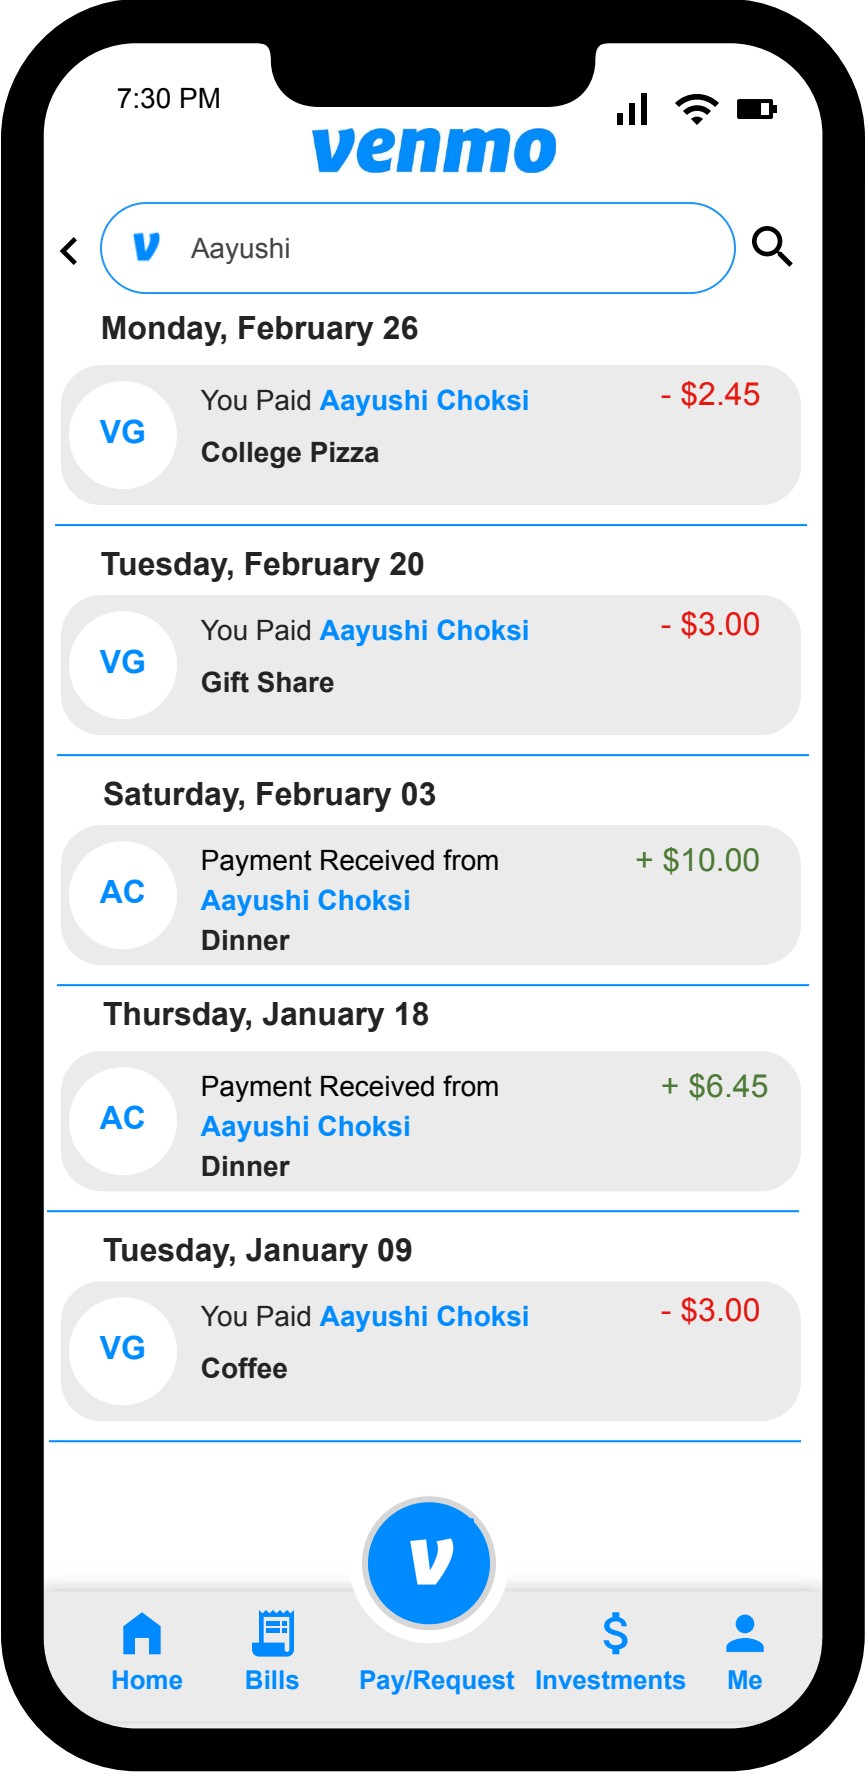 7:30 PM
venmo
v Aayushi
Monday, February 26
VG
You Paid Aayushi Choksi - $2.45
College Pizza
Tuesday, February 20
VG
You Paid Aayushi Choksi - $3.00
Gift Share
Saturday, February 03
AC
Payment Received from + $10.00
Aayushi Choksi
Dinner
Thursday, January 18
AC
Payment Received from + $6.45
Aayushi Choksi
Dinner
Tuesday, January 09
VG
You Paid Aayushi Choksi - $3.00
Coffee
v
$
Home Bills Pay/Request Investments Me